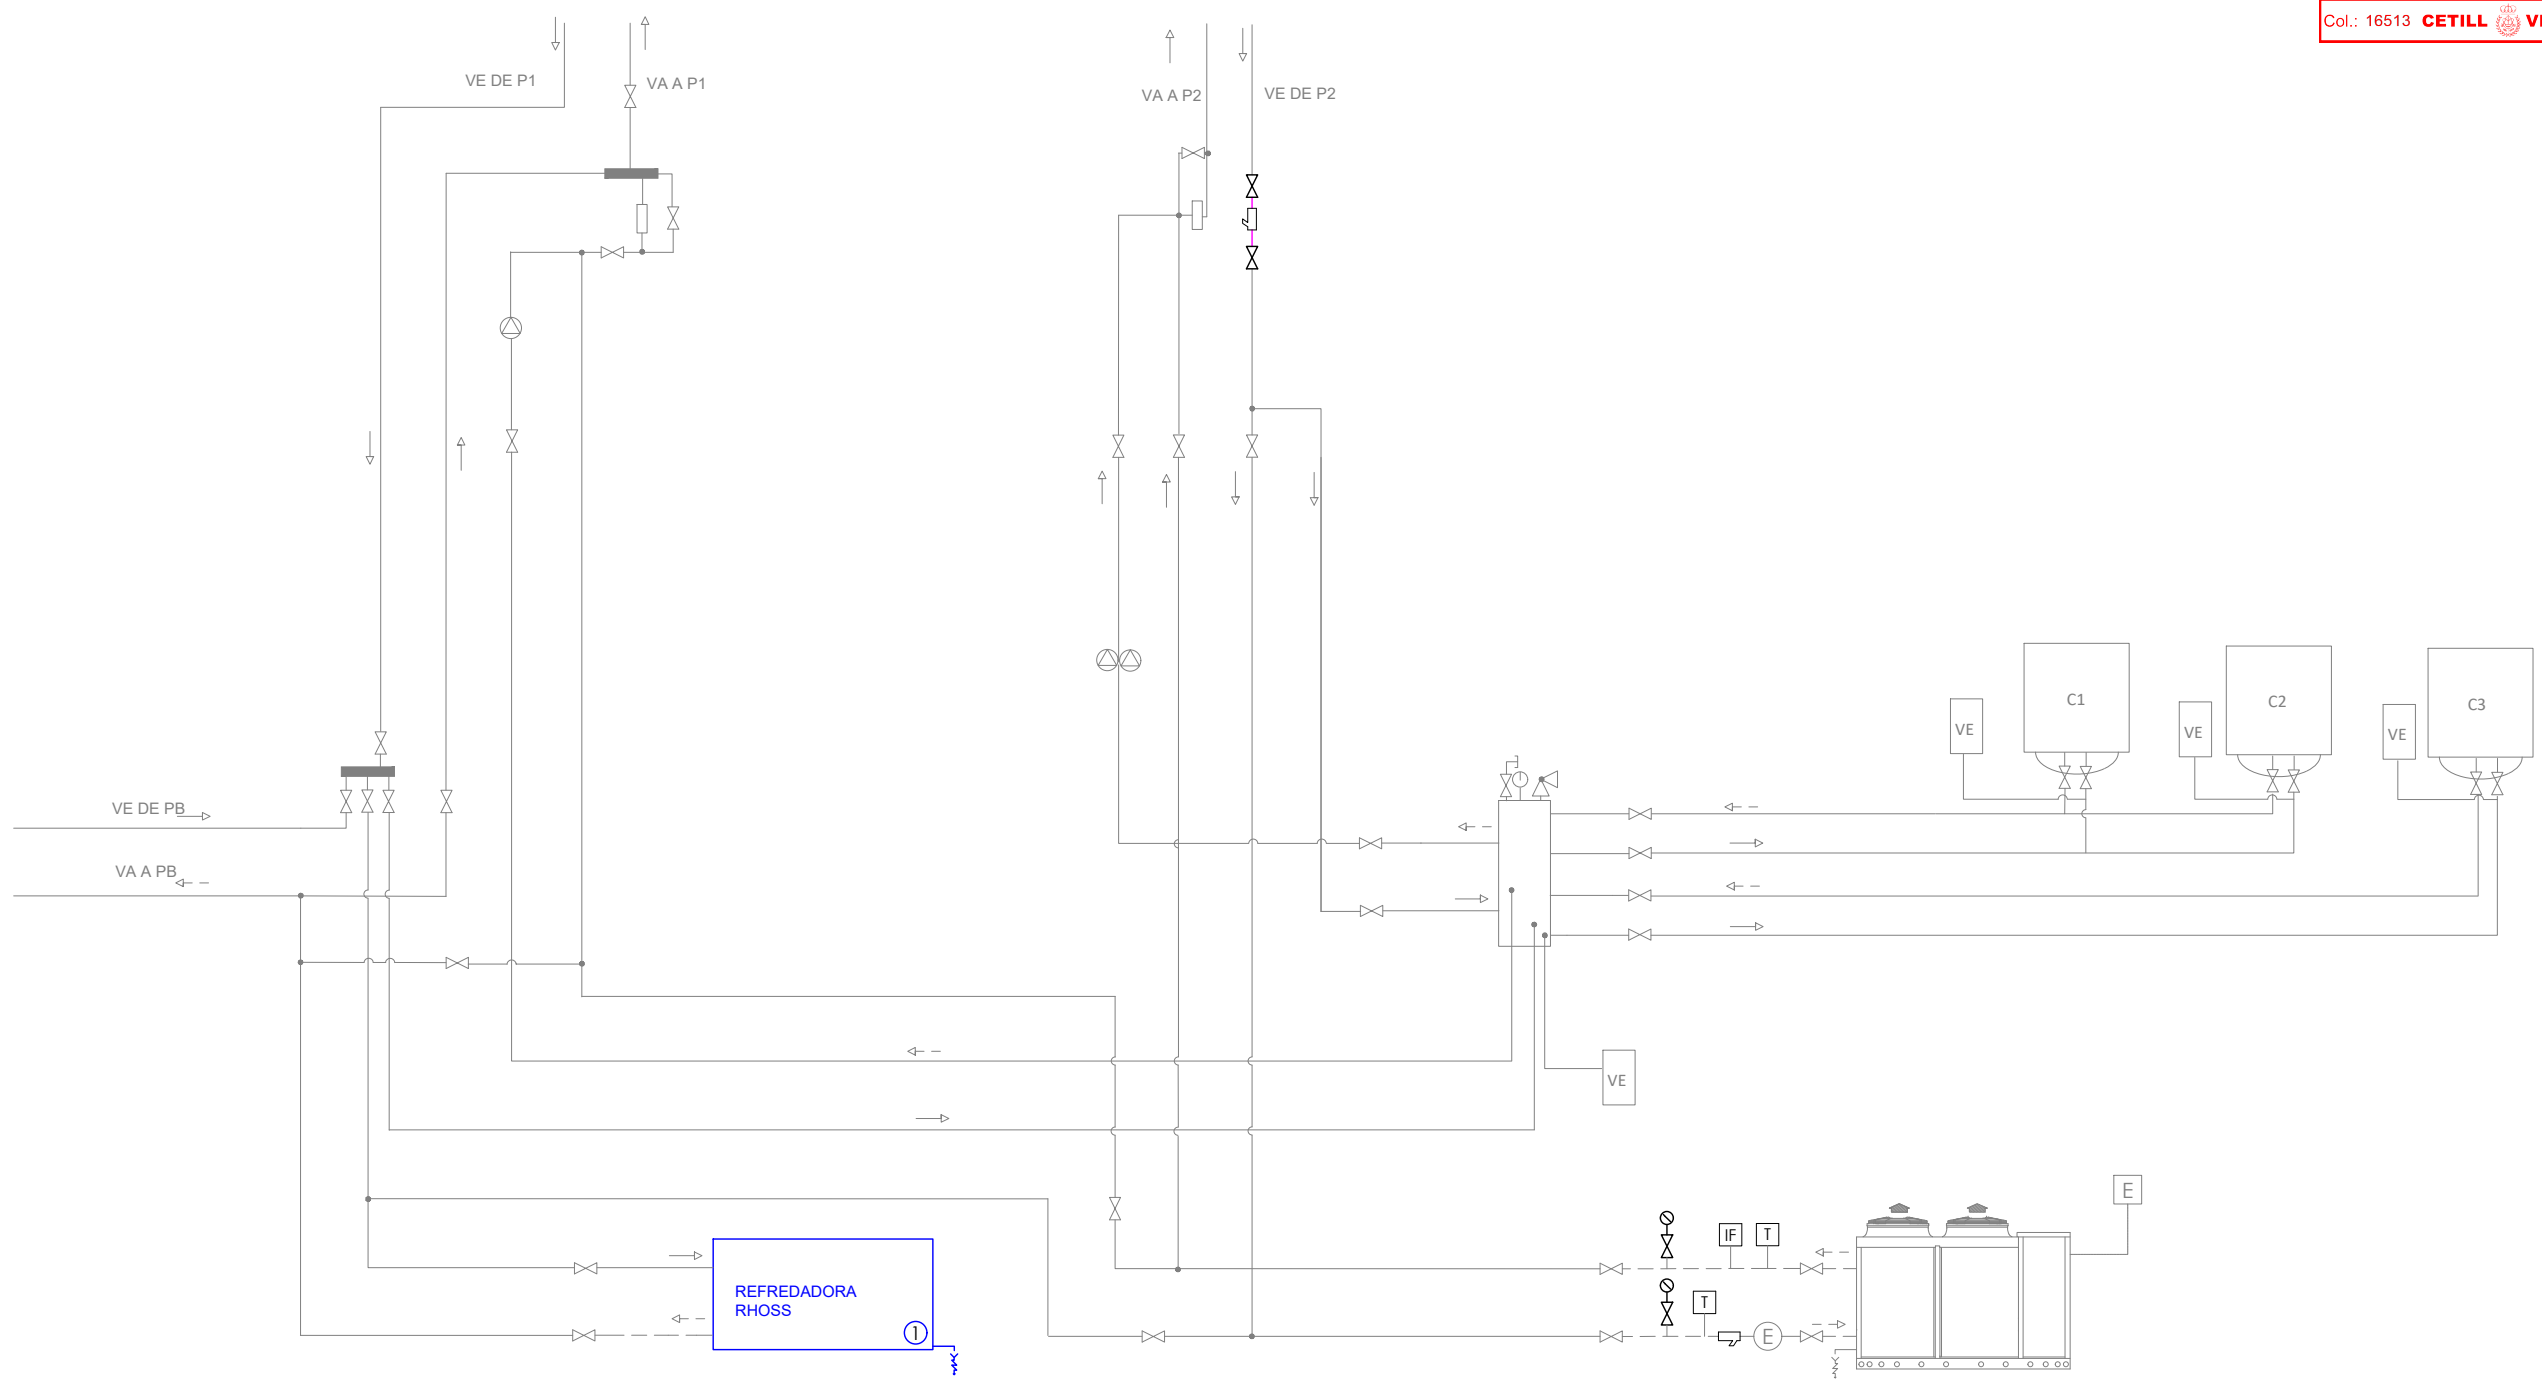 Col.: 16513 CETILL
VE DE P1
VA A P1
VA A P2
VE DE P2
C1
C2
C3
VE
VE
VE
VE DE PB
VA A PB
VE
E
IF
T
T
E
REFREDADORA
RHOSS
1